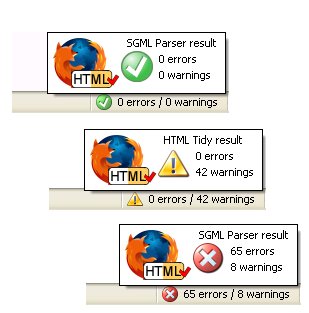 SGML Parser result
0 errors
0 warnings
HTML
0 errors / 0 warnings
HTML Tidy result
0 errors
42 warnings
HTML
0 errors / 42 warnings
SGML Parser result
65 errors
8 warnings
HTML
65 errors / 8 warnings